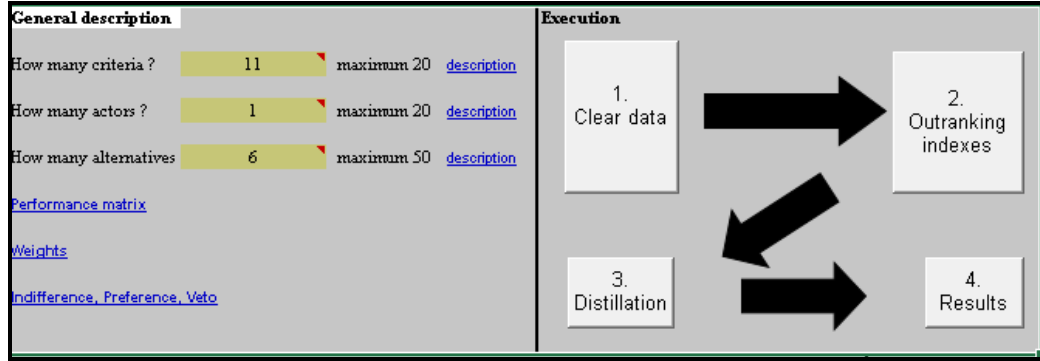 General description
How many criteria ? 11 maximum 20 description
How many actors ? 1 maximum 20 description
How many alternatives 6 maximum 50 description
Performance matrix
Weights
Indifference, Preference, Veto
Execution
1.
Clear data
2.
Outranking
indexes
3.
Distillation
4.
Results